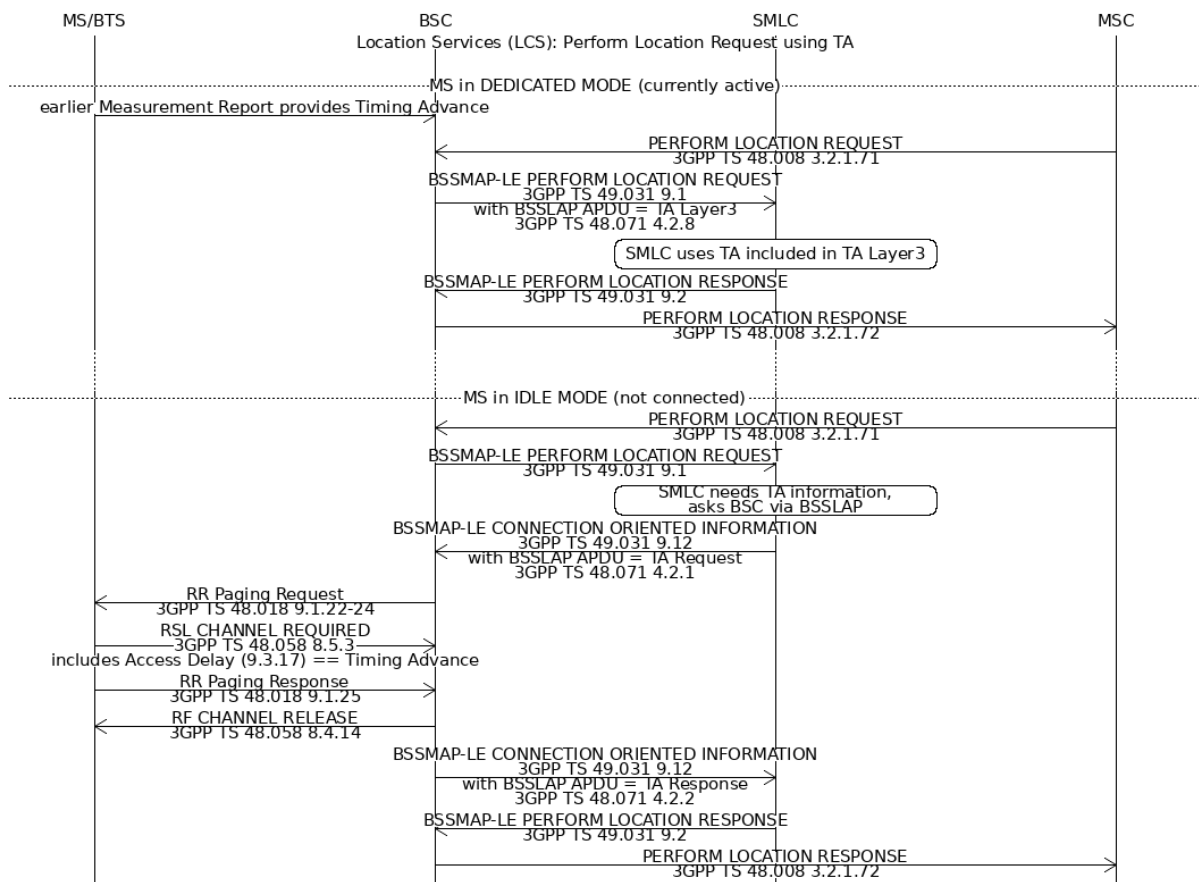 MS/BTS BSC SMLC MSC
Location Services (LCS): Perform Location Request using TA
MS in DEDICATED MODE (currently active)
earlier Measurement Report provides Timing Advance
PERFORM LOCATION REQUEST
3GPP TS 48.008 3.2.1.71
BSSMAP-LE PERFORM LOCATION REQUEST
3GPP TS 49.031 9.1
with BSSLAP APDU = TA Layer3
3GPP TS 48.071 4.2.8
SMLC uses TA included in TA Layer3
BSSMAP-LE PERFORM LOCATION RESPONSE
3GPP TS 49.031 9.2
PERFORM LOCATION RESPONSE
3GPP TS 48.008 3.2.1.72
MS in IDLE MODE (not connected)
PERFORM LOCATION REQUEST
3GPP TS 48.008 3.2.1.71
BSSMAP-LE PERFORM LOCATION REQUEST
3GPP TS 49.031 9.1
SMLC needs TA information,
asks BSC via BSSLAP
BSSMAP-LE CONNECTION ORIENTED INFORMATION
3GPP TS 49.031 9.12
with BSSLAP APDU = TA Request
3GPP TS 48.071 4.2.1
RR Paging Request
3GPP TS 48.018 9.1.22-24
RSL CHANNEL REQUIRED
3GPP TS 48.058 8.5.3
includes Access Delay (9.3.17) == Timing Advance
RR Paging Response
3GPP TS 48.018 9.1.25
RF CHANNEL RELEASE
3GPP TS 48.058 8.4.14
BSSMAP-LE CONNECTION ORIENTED INFORMATION
3GPP TS 49.031 9.12
with BSSLAP APDU = TA Response
3GPP TS 48.071 4.2.2
BSSMAP-LE PERFORM LOCATION RESPONSE
3GPP TS 49.031 9.2
PERFORM LOCATION RESPONSE
3GPP TS 48.008 3.2.1.72